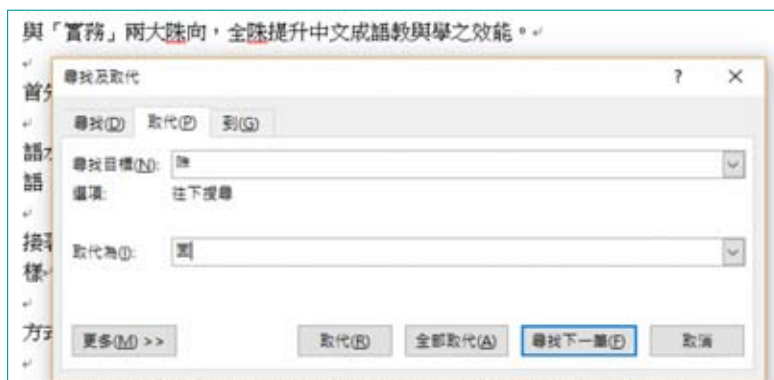 與「實務」兩大陎向,全陎提升中文成語教與學之效能。
首先
尋找及取代
? ×
尋找(D) 取代(P) 到(G)
語
尋找目標(N): 陎
語
選項: 往下搜尋
接著
取代為(I): 面
樣
方式
更多(M) >> 取代(R) 全部取代(A) 尋找下一筆(F) 取消